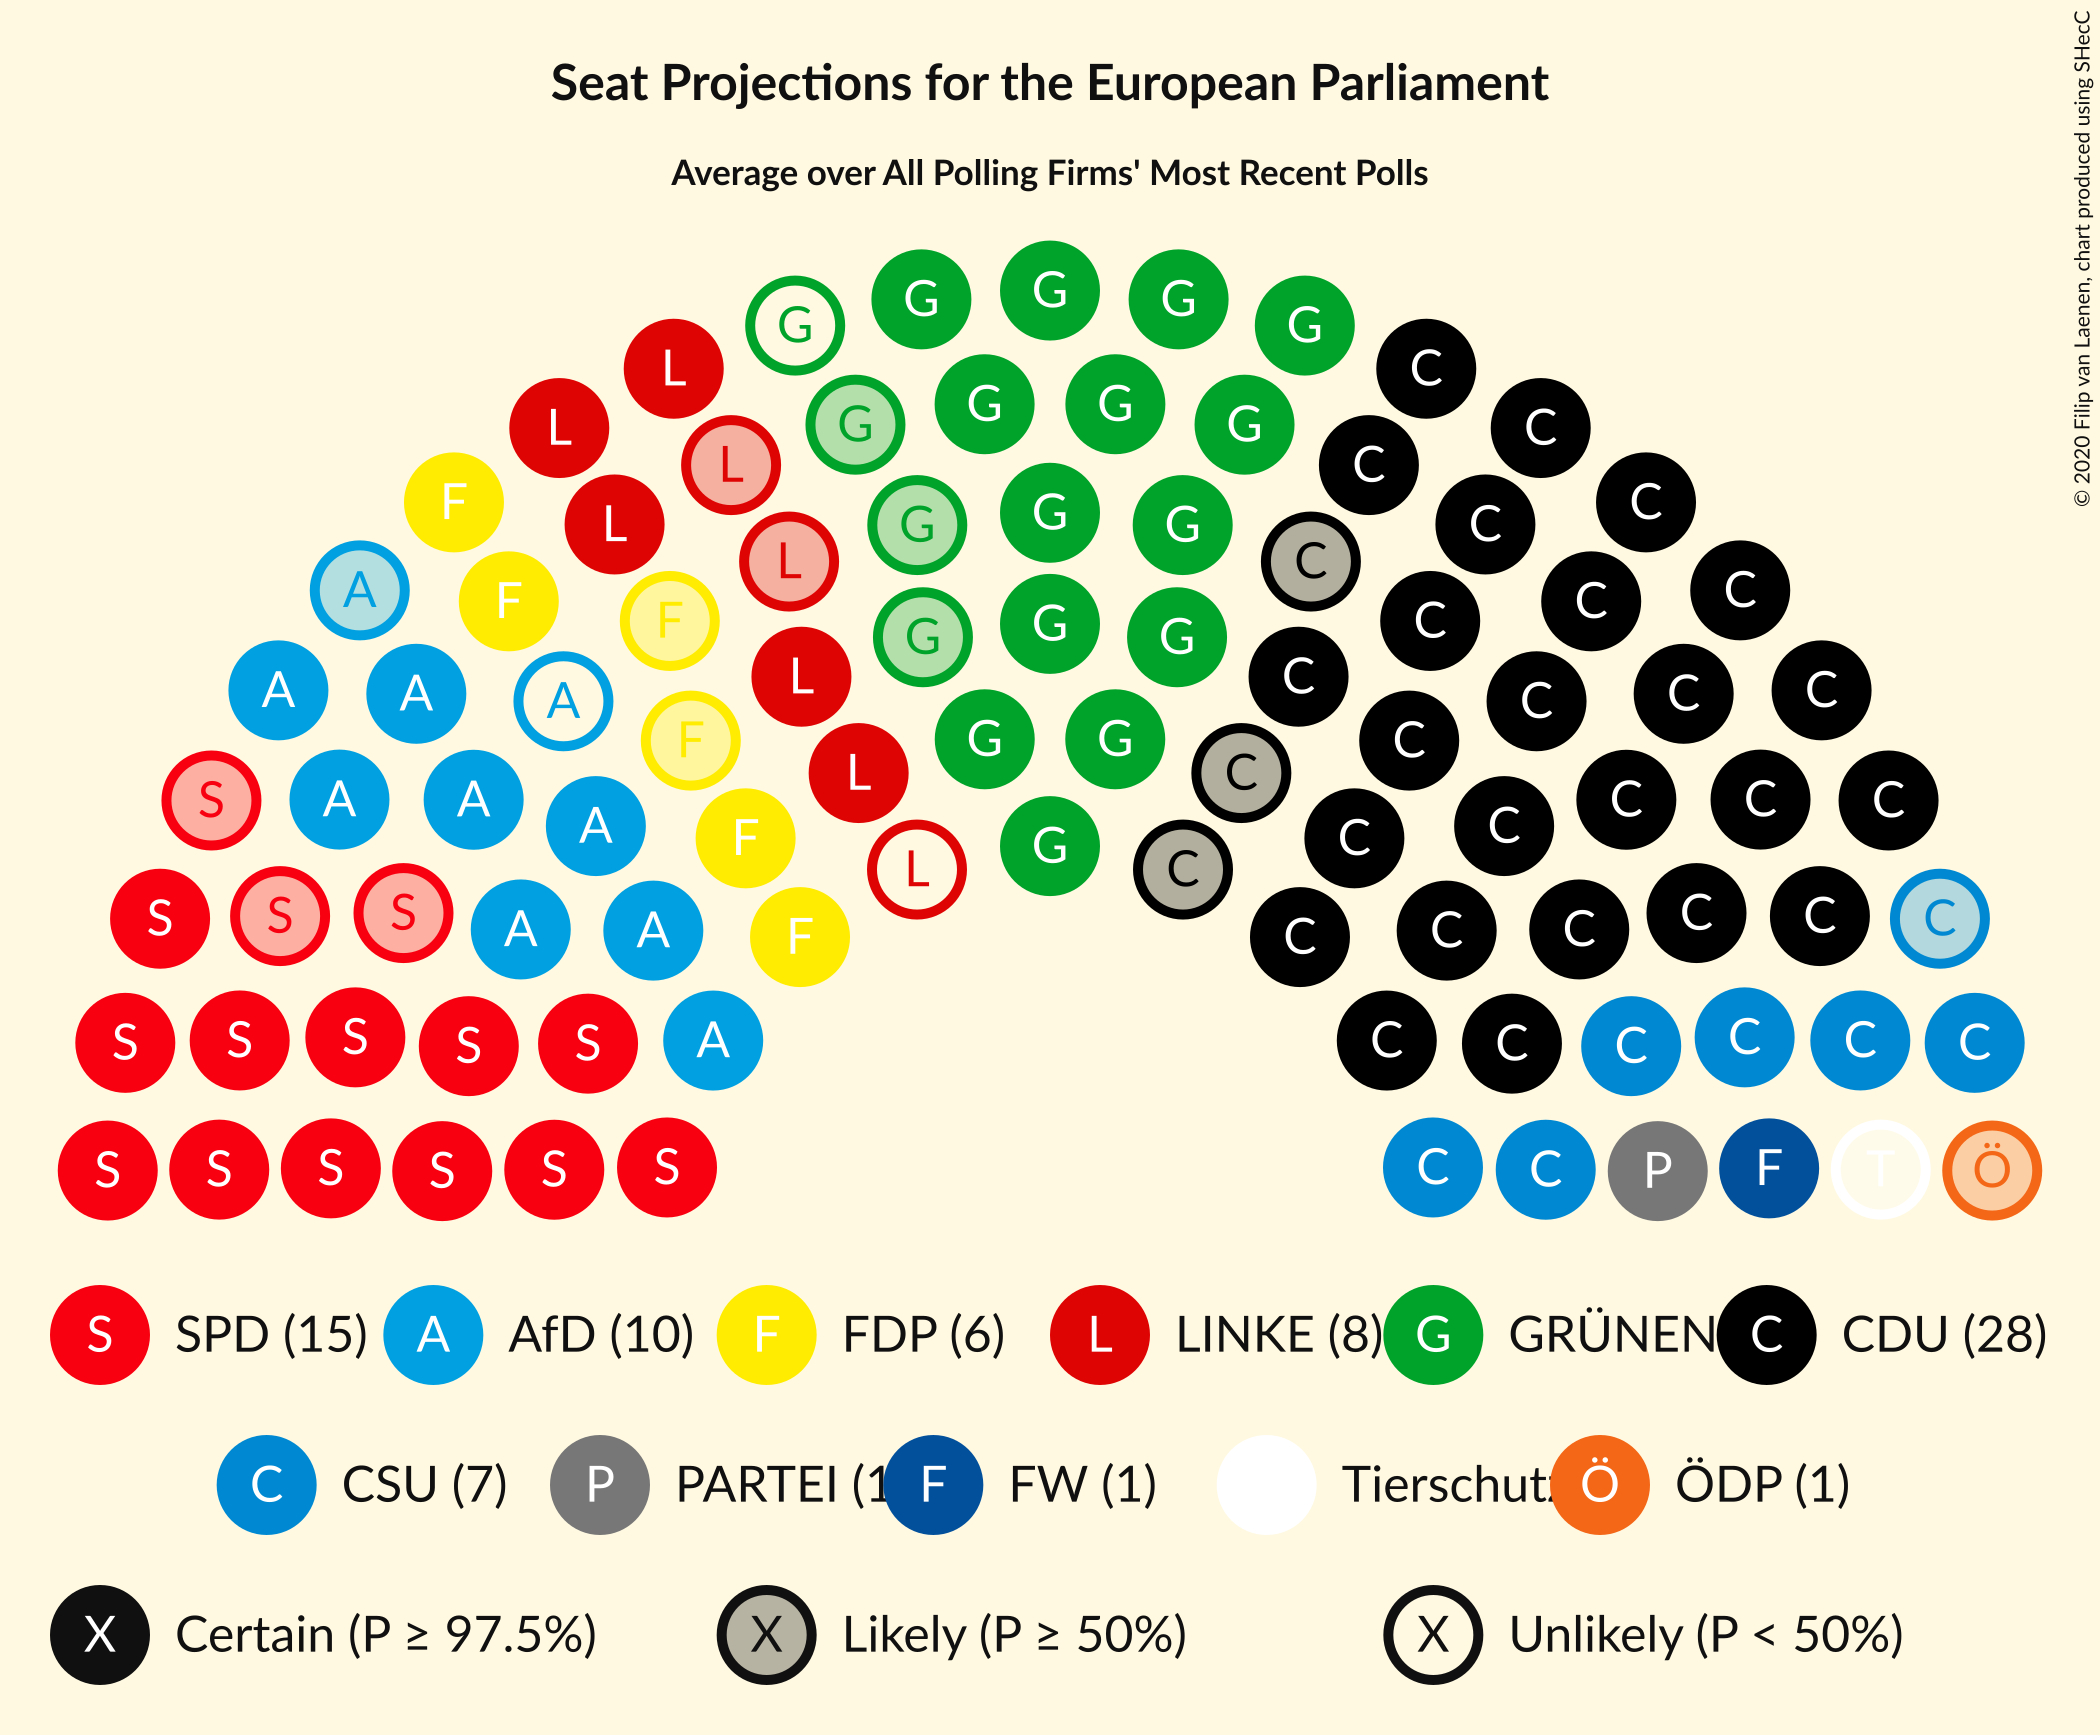 Seat Projections for the European Parliament
Average over All Polling Firms' Most Recent Polls
© 2020 Filip van Laenen, chart produced using SHecC
G G G G G
L C
L G G G G C
L C
F L G G G C C
L C
A F F G G G C C C
A A A L C C C C
F G G C
S A A A F L C C C C C C
L G C
S S S A A F C C C C C C
S S S S S A C C C C C C
S S S S S S C C P F T Ö
S SPD (15) A AfD (10) F FDP (6) L LINKE (8) G GRÜNEN C CDU (28)
C CSU (7) P PARTEI (1 F FW (1) Tierschutz Ö ÖDP (1)
X Certain (P ≥ 97.5%) X Likely (P ≥ 50%) X Unlikely (P < 50%)